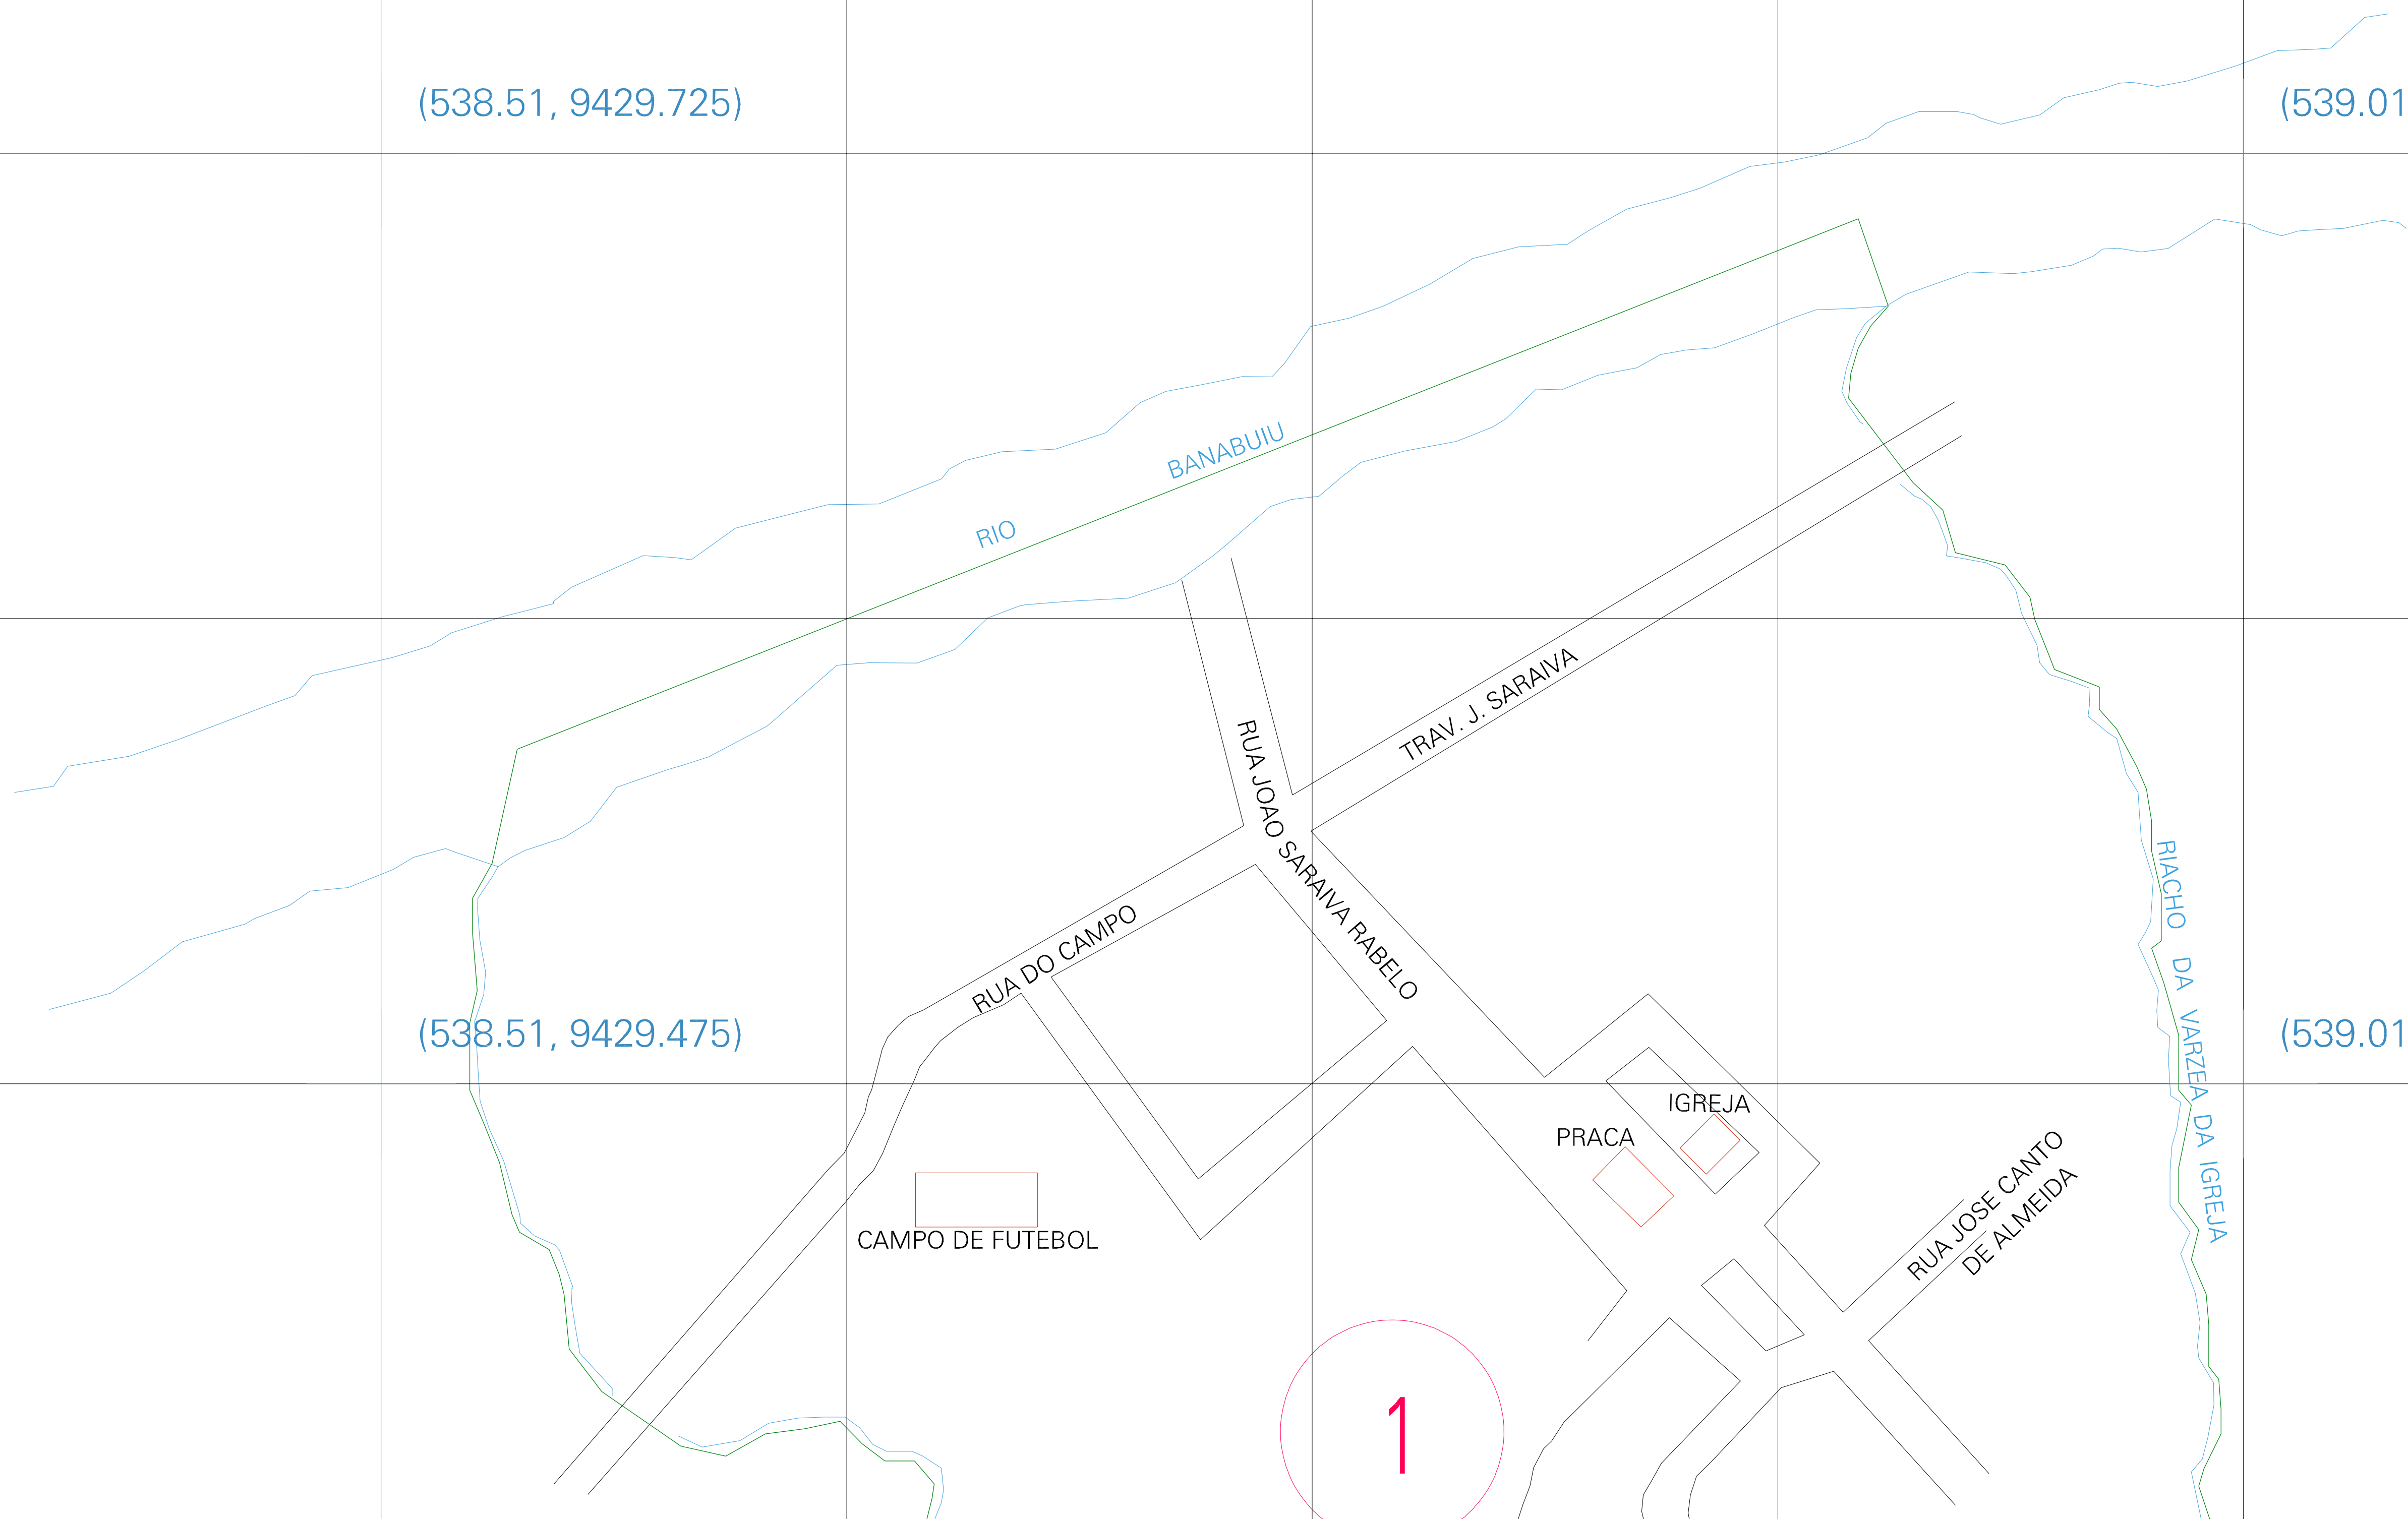 (538.51, 9429.725)
(539.01
BANABUIU
RIO
TRAV. J. SARAIVA
RUA JOAO SARAIVA RABELO
RIACHO DA VARZEA DA IGREJA
RUA DO CAMPO
(538.51, 9429.475)
(539.01
IGREJA
PRACA
RUA JOSE CANTO
DE ALMEIDA
CAMPO DE FUTEBOL
1